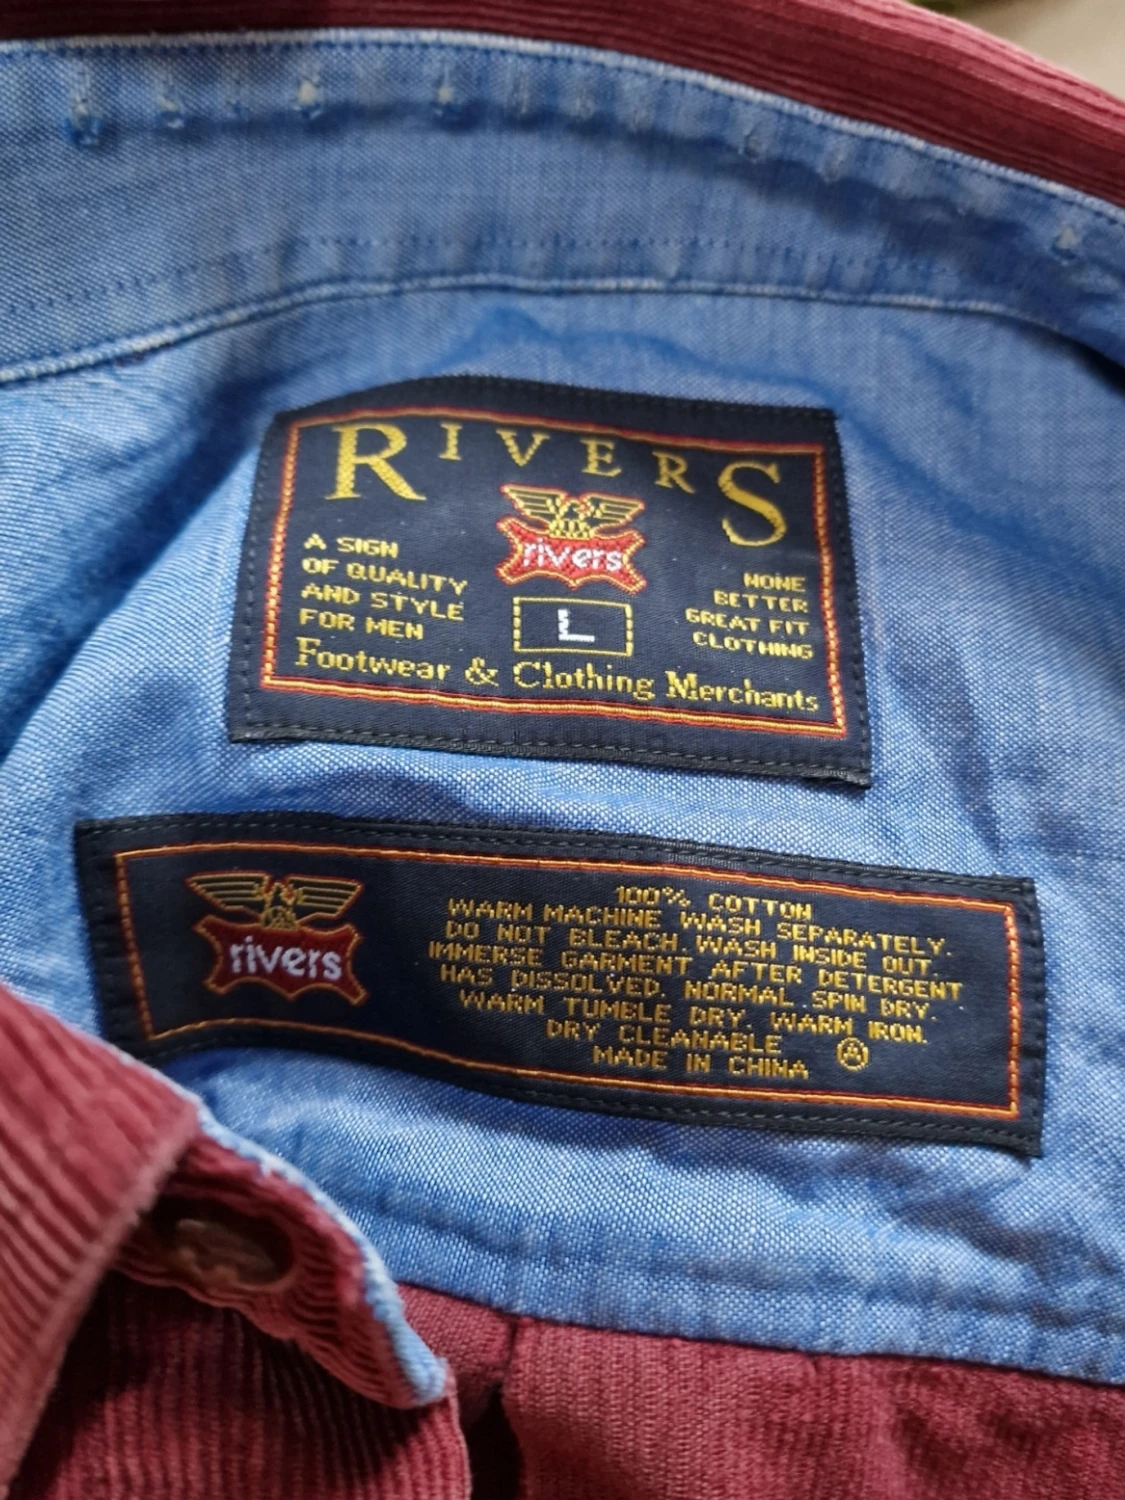 RIVERS
rivers
A SIGN
OF QUALITY
AND STYLE
FOR MEN
L
NONE
BETTER
GREAT FIT
CLOTHING
Footwear & Clothing Merchants
rivers
100% COTTON
WARM MACHINE WASH SEPARATELY.
DO NOT BLEACH. WASH INSIDE OUT.
IMMERSE GARMENT AFTER DETERGENT
HAS DISSOLVED. NORMAL SPIN DRY.
WARM TUMBLE DRY. WARM IRON.
DRY CLEANABLE Ⓐ
MADE IN CHINA